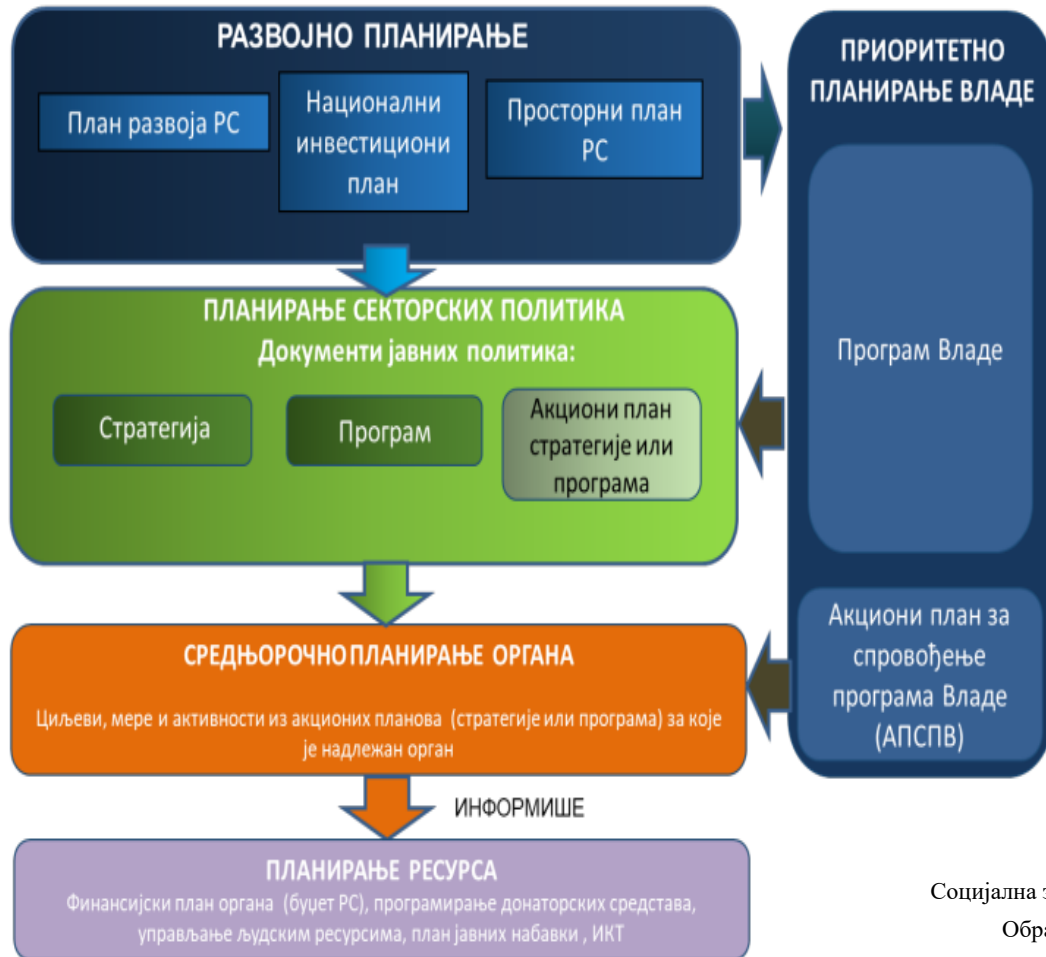 РАЗВОЈНО ПЛАНИРАЊЕ
План развоја РС
Национални
инвестициони
план
Просторни план
РС
ПРИОРИТЕТНО
ПЛАНИРАЊЕ ВЛАДЕ
Програм Владе
Акциони план за
спровођење
програма Владе
(АПСПВ)
ПЛАНИРАЊЕ СЕКТОРСКИХ ПОЛИТИКА
Документи јавних политика:
Стратегија
Програм
Акциони план
стратегије или
програма
СРЕДЊОРОЧНО ПЛАНИРАЊЕ ОРГАНА
Циљеви, мере и активности из акционих планова (стратегије или програма) за које
је надлежан орган
ИНФОРМИШЕ
ПЛАНИРАЊЕ РЕСУРСА
Финансијски план органа (буџет РС), програмирање донаторских средстава,
управљање људским ресурсима, план јавних набавки , ИКТ
Социјална